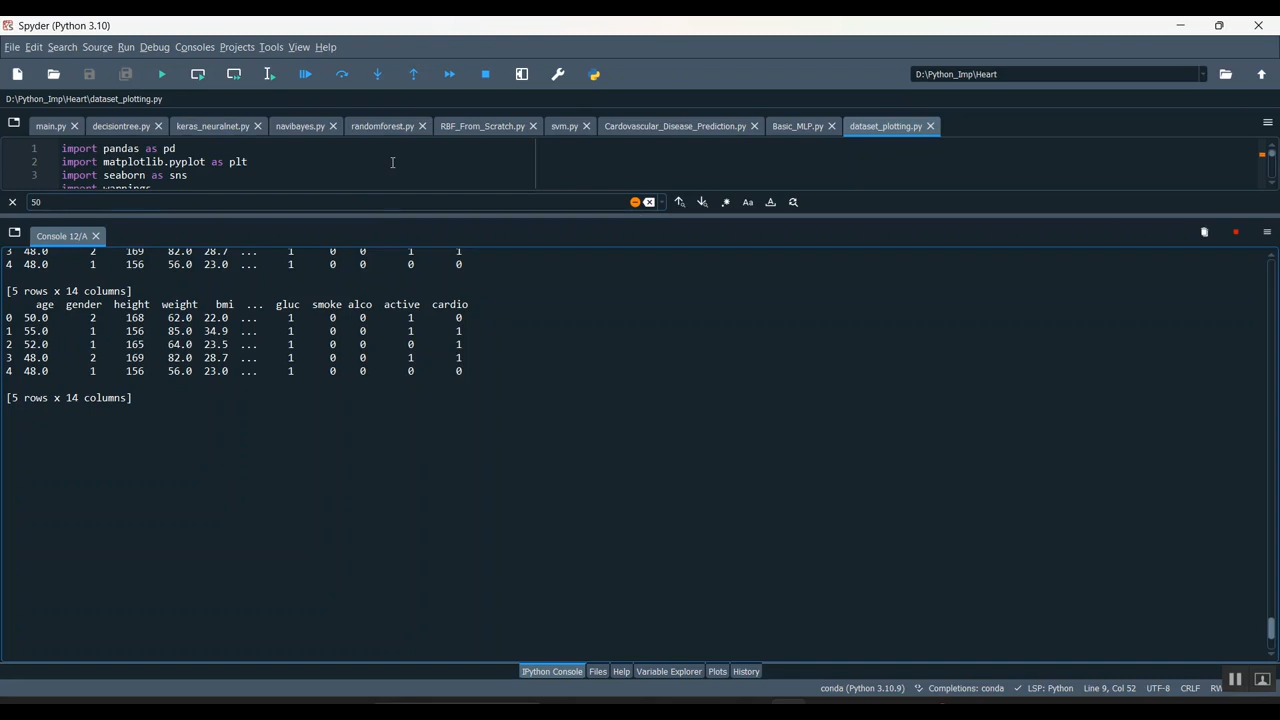 Spyder (Python 3.10)
File Edit Search Source Run Debug Consoles Projects Tools View Help
D:\Python_Imp\Heart
D:\Python_Imp\Heart\dataset_plotting.py
main.py decisiontree.py keras_neuralnet.py navibayes.py randomforest.py RBF_From_Scratch.py svm.py Cardiovascular_Disease_Prediction.py Basic_MLP.py dataset_plotting.py
1 import pandas as pd
2 import matplotlib.pyplot as plt
3 import seaborn as sns
import warnings
50 Aa
Console 12/A
3 48.0 2 169 82.0 28.7 ... 1 0 0 1 1
4 48.0 1 156 56.0 23.0 ... 1 0 0 0 0
[5 rows x 14 columns]
age gender height weight bmi ... gluc smoke alco active cardio
0 50.0 2 168 62.0 22.0 ... 1 0 0 1 0
1 55.0 1 156 85.0 34.9 ... 1 0 0 1 1
2 52.0 1 165 64.0 23.5 ... 1 0 0 0 1
3 48.0 2 169 82.0 28.7 ... 1 0 0 1 1
4 48.0 1 156 56.0 23.0 ... 1 0 0 0 0
[5 rows x 14 columns]
IPython Console Files Help Variable Explorer Plots History
conda (Python 3.10.9) Completions: conda LSP: Python Line 9, Col 52 UTF-8 CRLF RW